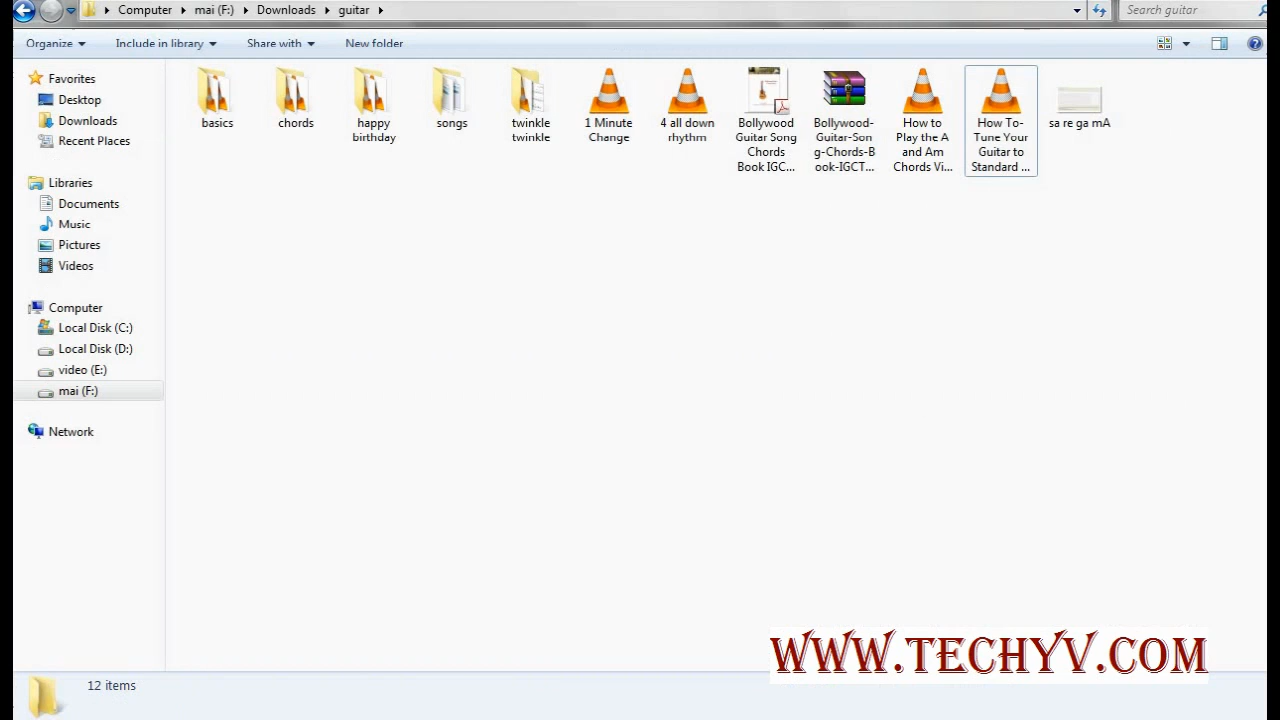 Computer mai (F:) Downloads guitar
Search guitar
Organize Include in library Share with New folder
Favorites
Desktop
Downloads
Recent Places
Libraries
Documents
Music
Pictures
Videos
Computer
Local Disk (C:)
Local Disk (D:)
video (E:)
mai (F:)
Network
basics
chords
happy
birthday
songs
twinkle
twinkle
1 Minute
Change
4 all down
rhythm
Bollywood
Guitar Song
Chords
Book IGC...
Bollywood-
Guitar-Son
g-Chords-B
ook-IGCT...
How to
Play the A
and Am
Chords Vi...
How To-
Tune Your
Guitar to
Standard ...
sa re ga mA
12 items
WWW.TECHYV.COM